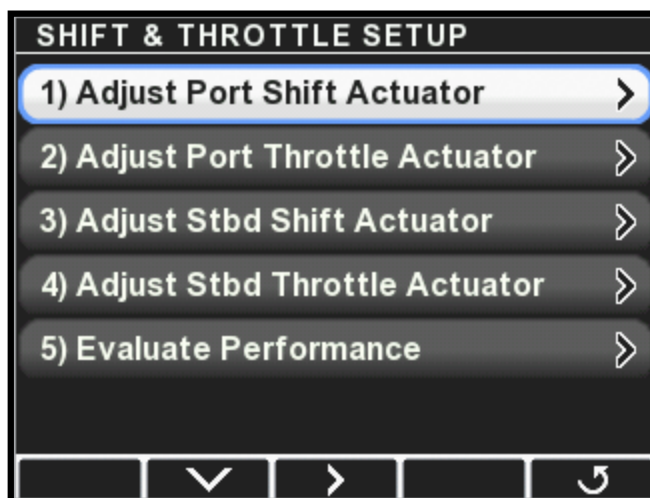 SHIFT & THROTTLE SETUP
1) Adjust Port Shift Actuator
2) Adjust Port Throttle Actuator
3) Adjust Stbd Shift Actuator
4) Adjust Stbd Throttle Actuator
5) Evaluate Performance